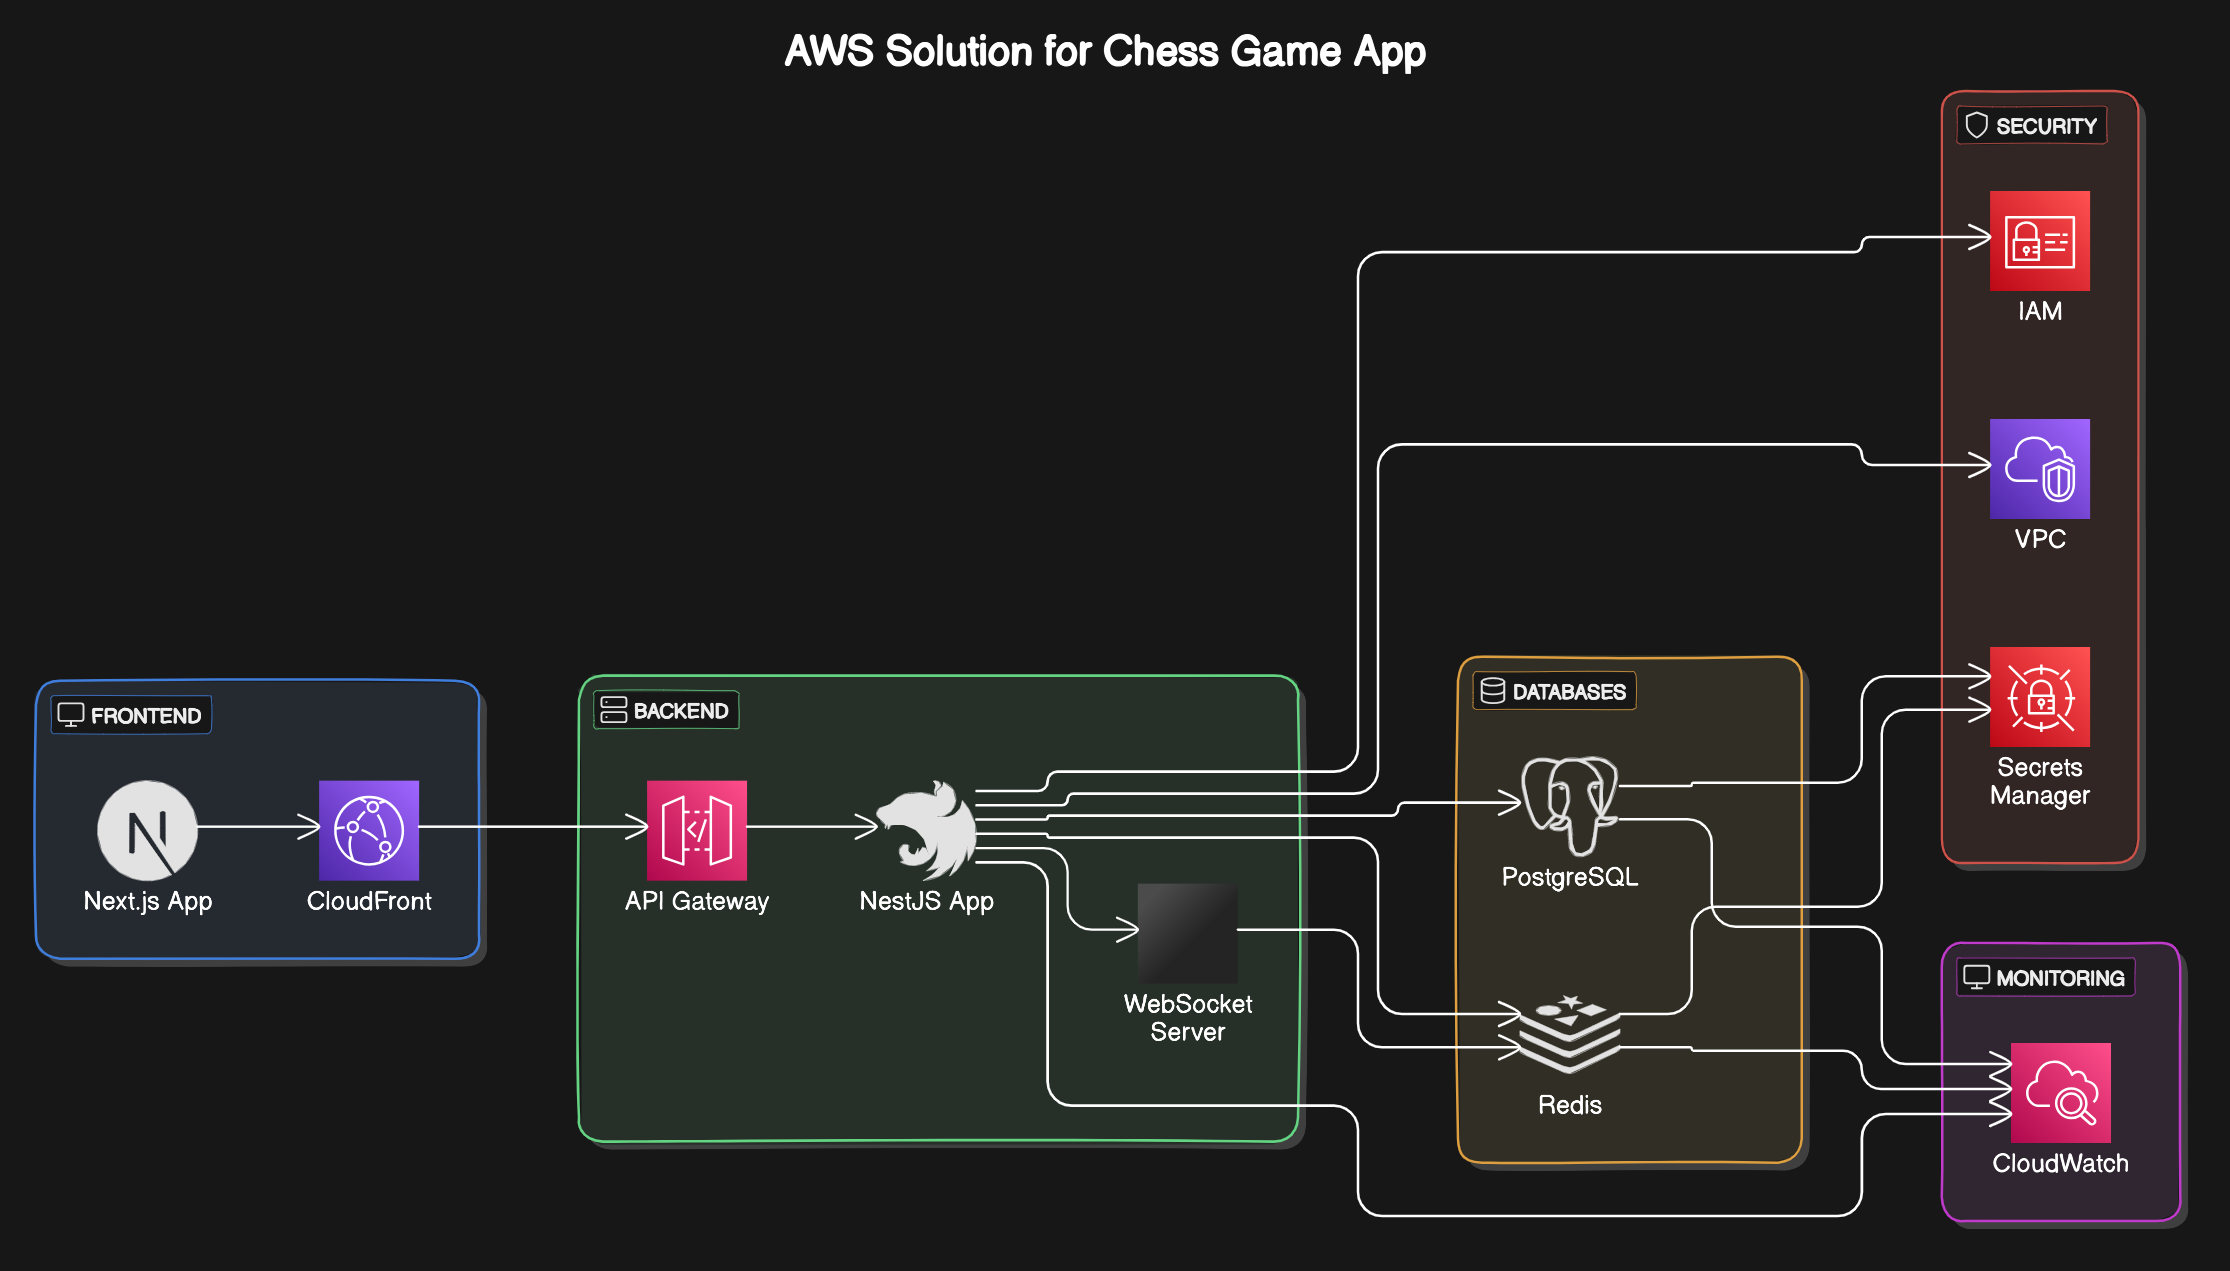 AWS Solution for Chess Game App
SECURITY
IAM
VPC
Secrets
Manager
FRONTEND
Next.js App
CloudFront
BACKEND
API Gateway
NestJS App
WebSocket
Server
DATABASES
PostgreSQL
Redis
MONITORING
CloudWatch